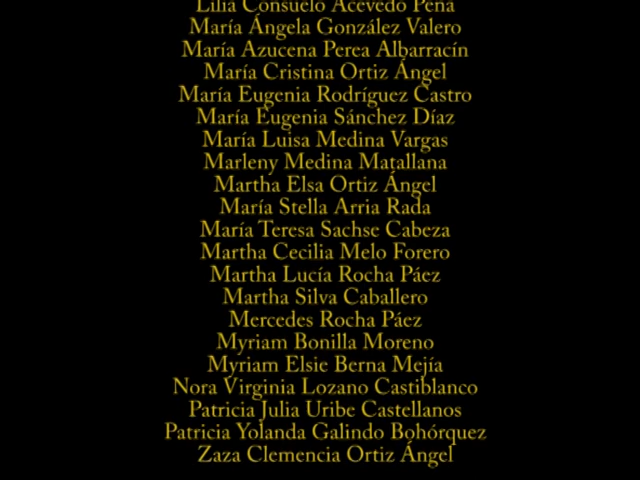 Lilia Consuelo Acevedo Peña
María Ángela González Valero
María Azucena Perea Albarracín
María Cristina Ortiz Ángel
María Eugenia Rodríguez Castro
María Eugenia Sánchez Díaz
María Luisa Medina Vargas
Marleny Medina Matallana
Martha Elsa Ortiz Ángel
María Stella Arria Rada
María Teresa Sachse Cabeza
Martha Cecilia Melo Forero
Martha Lucía Rocha Páez
Martha Silva Caballero
Mercedes Rocha Páez
Myriam Bonilla Moreno
Myriam Elsie Berna Mejía
Nora Virginia Lozano Castiblanco
Patricia Julia Uribe Castellanos
Patricia Yolanda Galindo Bohórquez
Zaza Clemencia Ortiz Ángel